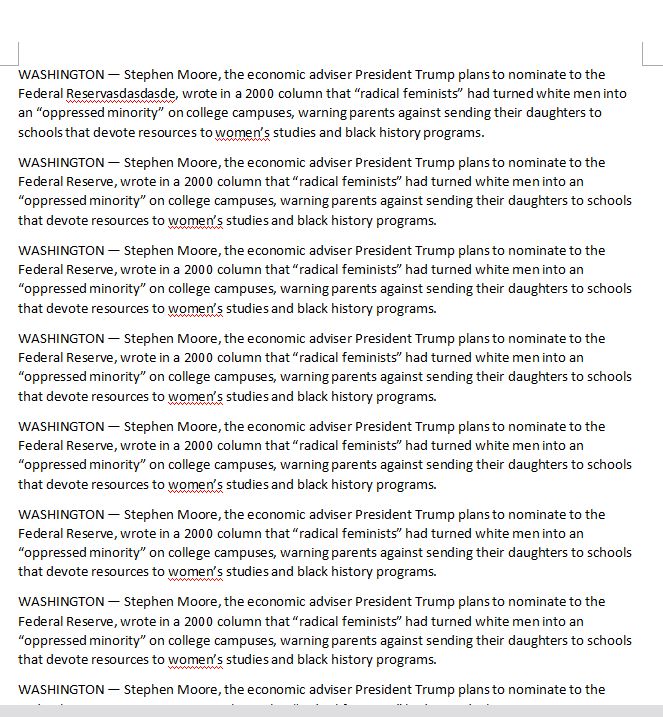 WASHINGTON — Stephen Moore, the economic adviser President Trump plans to nominate to the
Federal Reservasdasdasde, wrote in a 2000 column that “radical feminists” had turned white men into
an “oppressed minority” on college campuses, warning parents against sending their daughters to
schools that devote resources to women’s studies and black history programs.
WASHINGTON — Stephen Moore, the economic adviser President Trump plans to nominate to the
Federal Reserve, wrote in a 2000 column that “radical feminists” had turned white men into an
“oppressed minority” on college campuses, warning parents against sending their daughters to schools
that devote resources to women’s studies and black history programs.
WASHINGTON — Stephen Moore, the economic adviser President Trump plans to nominate to the
Federal Reserve, wrote in a 2000 column that “radical feminists” had turned white men into an
“oppressed minority” on college campuses, warning parents against sending their daughters to schools
that devote resources to women’s studies and black history programs.
WASHINGTON — Stephen Moore, the economic adviser President Trump plans to nominate to the
Federal Reserve, wrote in a 2000 column that “radical feminists” had turned white men into an
“oppressed minority” on college campuses, warning parents against sending their daughters to schools
that devote resources to women’s studies and black history programs.
WASHINGTON — Stephen Moore, the economic adviser President Trump plans to nominate to the
Federal Reserve, wrote in a 2000 column that “radical feminists” had turned white men into an
“oppressed minority” on college campuses, warning parents against sending their daughters to schools
that devote resources to women’s studies and black history programs.
WASHINGTON — Stephen Moore, the economic adviser President Trump plans to nominate to the
Federal Reserve, wrote in a 2000 column that “radical feminists” had turned white men into an
“oppressed minority” on college campuses, warning parents against sending their daughters to schools
that devote resources to women’s studies and black history programs.
WASHINGTON — Stephen Moore, the economic adviser President Trump plans to nominate to the
Federal Reserve, wrote in a 2000 column that “radical feminists” had turned white men into an
“oppressed minority” on college campuses, warning parents against sending their daughters to schools
that devote resources to women’s studies and black history programs.
WASHINGTON — Stephen Moore, the economic adviser President Trump plans to nominate to the